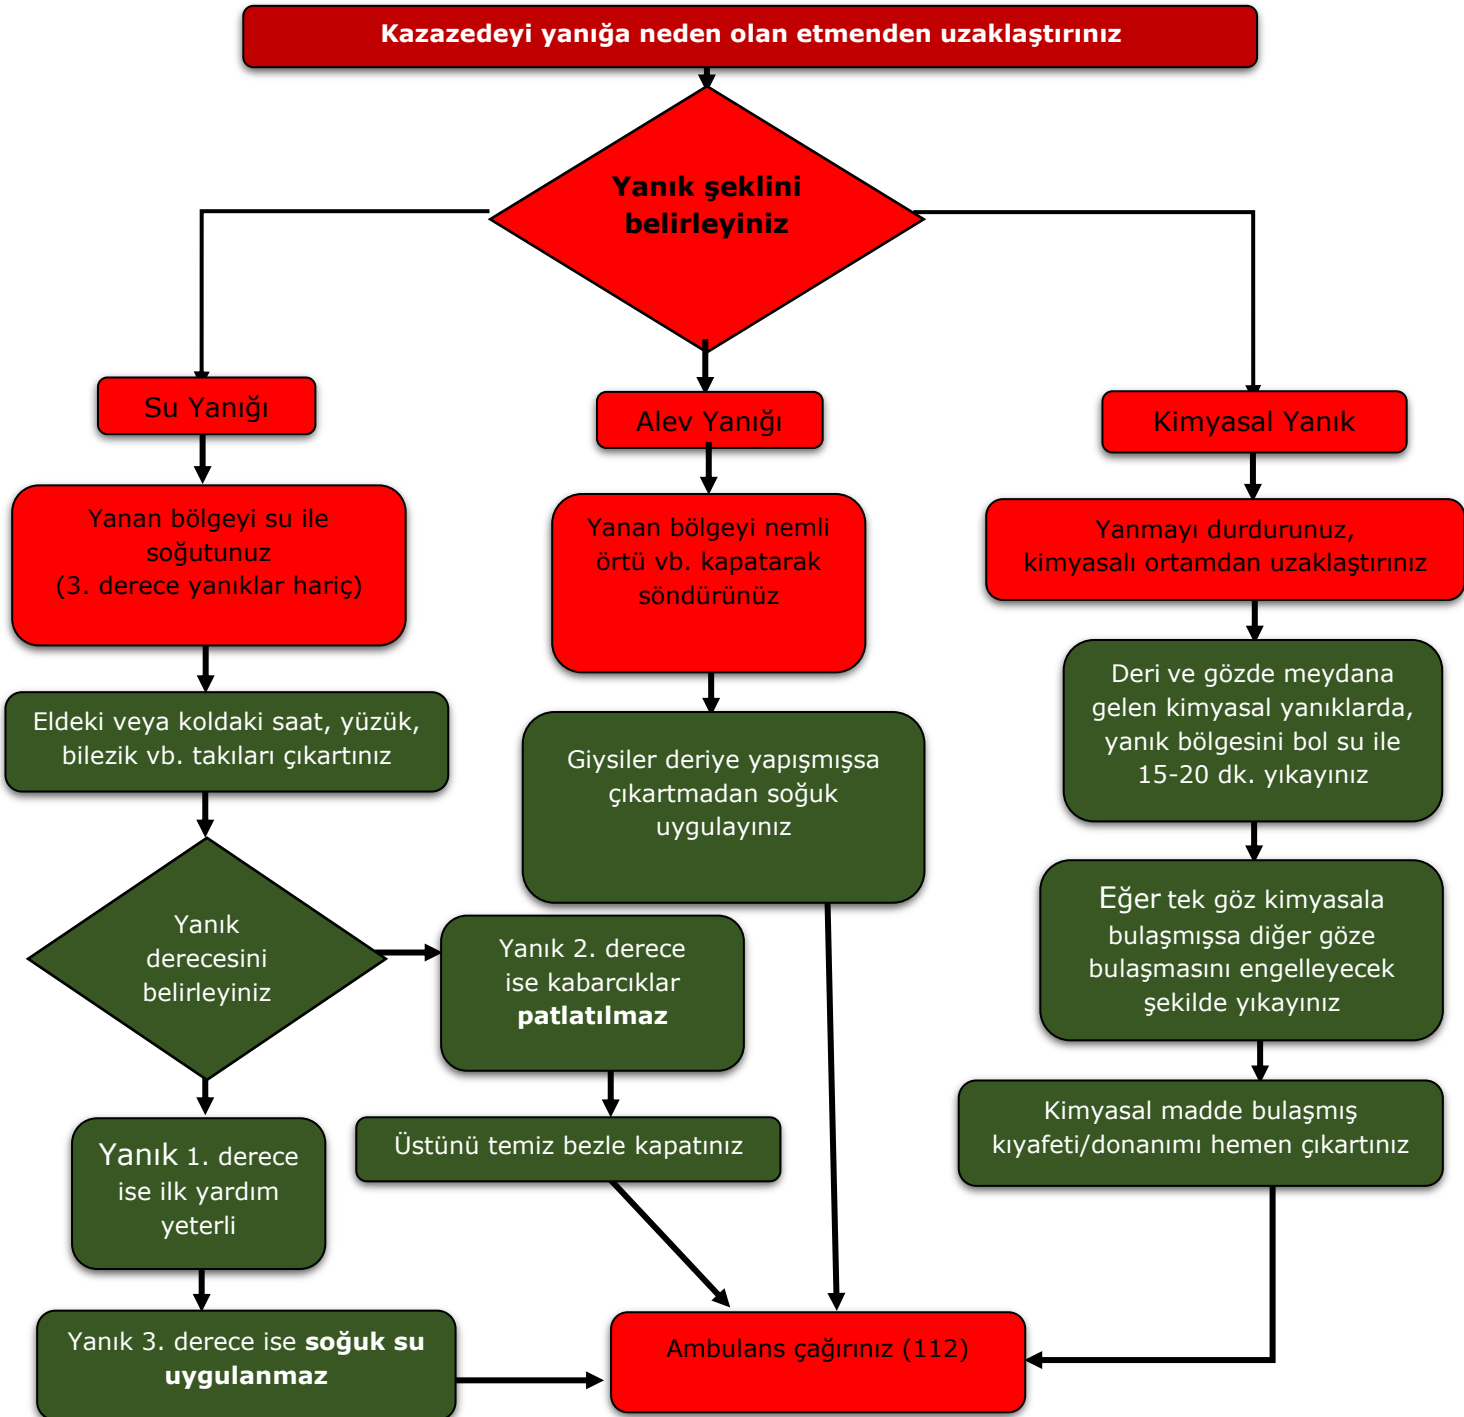 Kazazedeyi yanığa neden olan etmenden uzaklaştırınız
Yanık şeklini
belirleyiniz
Su Yanığı
Yanan bölgeyi su ile
soğutunuz
(3. derece yanıklar hariç)
Eldeki veya koldaki saat, yüzük,
bilezik vb. takıları çıkartınız
Yanık
derecesini
belirleyiniz
Yanık 1. derece
ise ilk yardım
yeterli
Yanık 3. derece ise soğuk su
uygulanmaz
Yanık 2. derece
ise kabarcıklar
patlatılmaz
Üstünü temiz bezle kapatınız
Alev Yanığı
Yanan bölgeyi nemli
örtü vb. kapatarak
söndürünüz
Giysiler deriye yapışmışsa
çıkartmadan soğuk
uygulayınız
Kimyasal Yanık
Yanmayı durdurunuz,
kimyasalı ortamdan uzaklaştırınız
Deri ve gözde meydana
gelen kimyasal yanıklarda,
yanık bölgesini bol su ile
15-20 dk. yıkayınız
Eğer tek göz kimyasala
bulaşmışsa diğer göze
bulaşmasını engelleyecek
şekilde yıkayınız
Kimyasal madde bulaşmış
kıyafeti/donanımı hemen çıkartınız
Ambulans çağırınız (112)